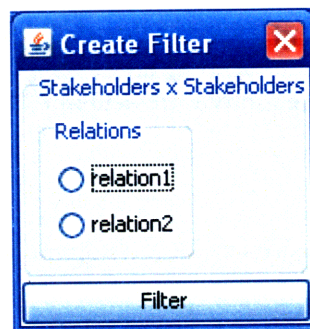 Create Filter
Stakeholders x Stakeholders
Relations
relation1
relation2
Filter